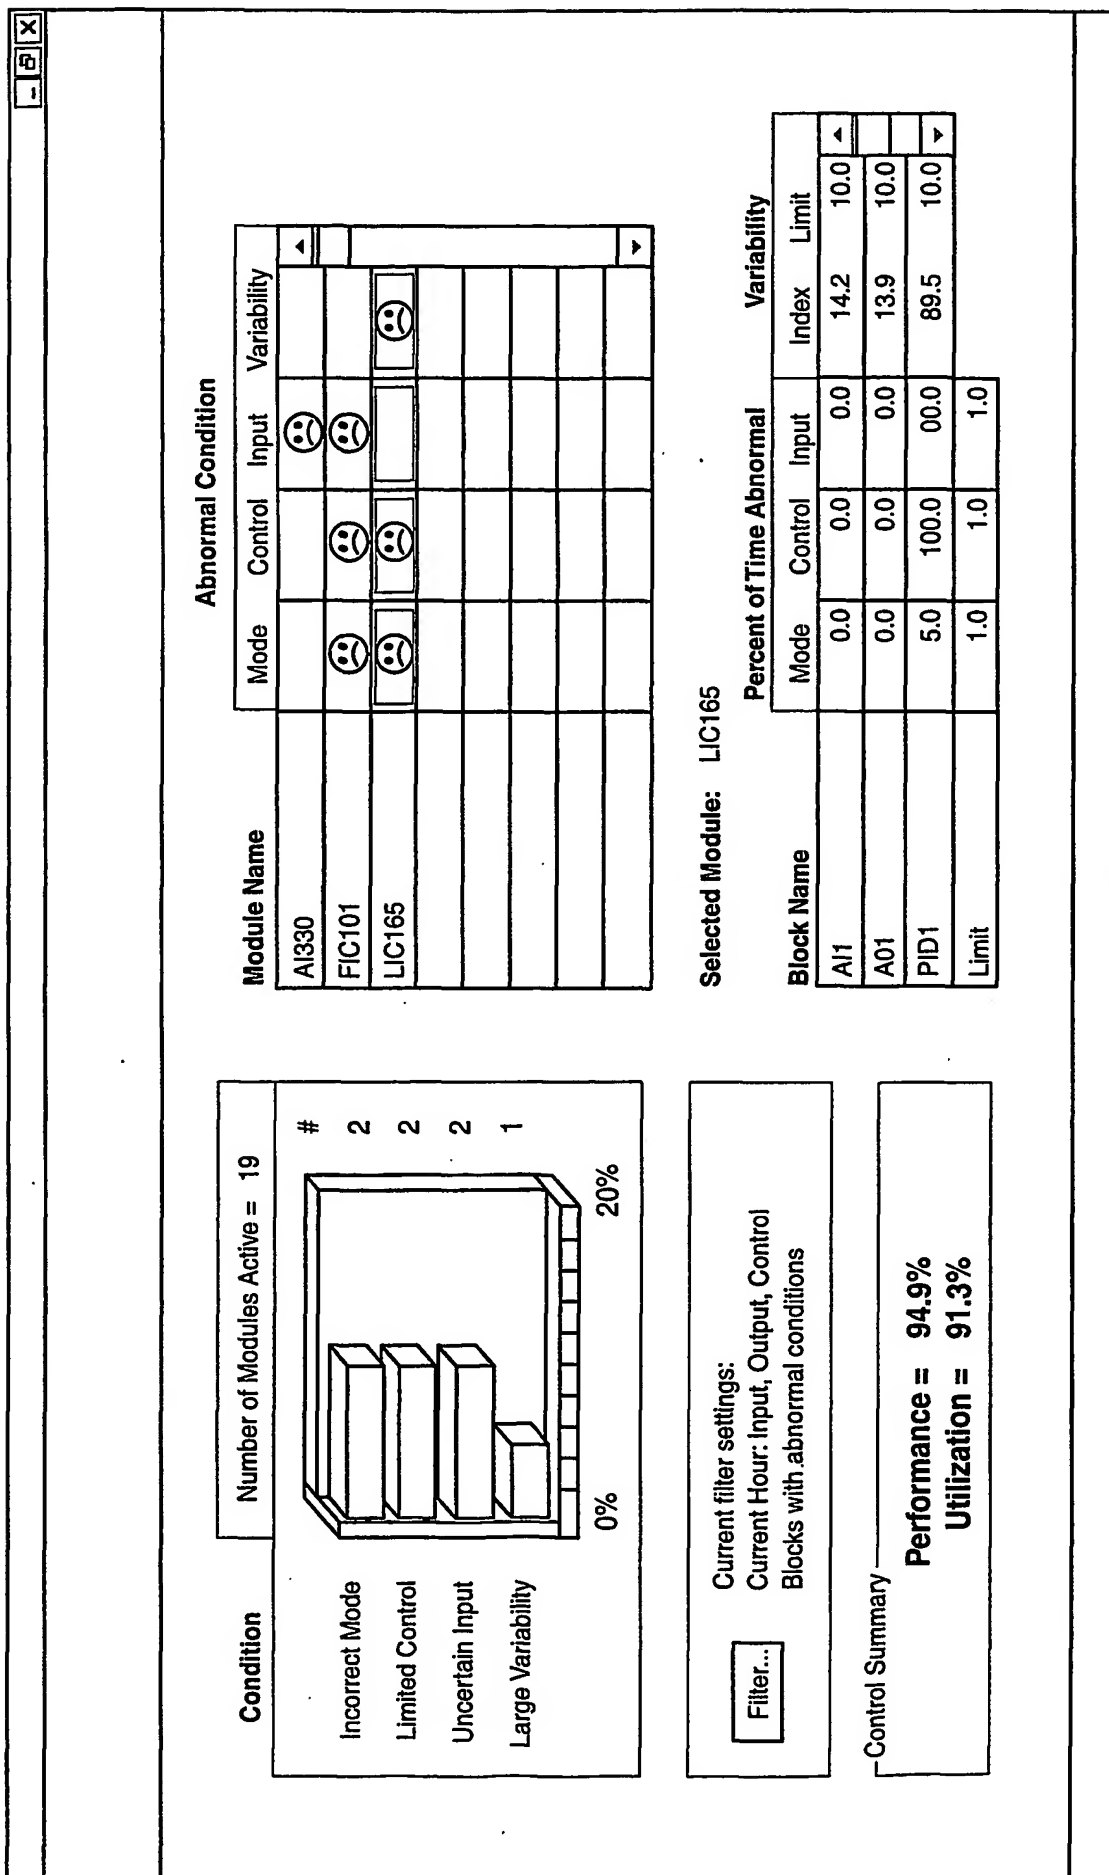 Condition
Number of Modules Active = 19
#
Incorrect Mode 2
Limited Control 2
Uncertain Input 2
Large Variability 1
0% 20%
Filter...
Current filter settings:
Current Hour: Input, Output, Control
Blocks with abnormal conditions
Control Summary
Performance = 94.9%
Utilization = 91.3%
Abnormal Condition
Module Name Mode Control Input Variability
AI330
FIC101
LIC165
Selected Module: LIC165
Percent of Time Abnormal Variability
Block Name Mode Control Input Index Limit
AI1 0.0 0.0 0.0 14.2 10.0
A01 0.0 0.0 0.0 13.9 10.0
PID1 5.0 100.0 00.0 89.5 10.0
Limit 1.0 1.0 1.0